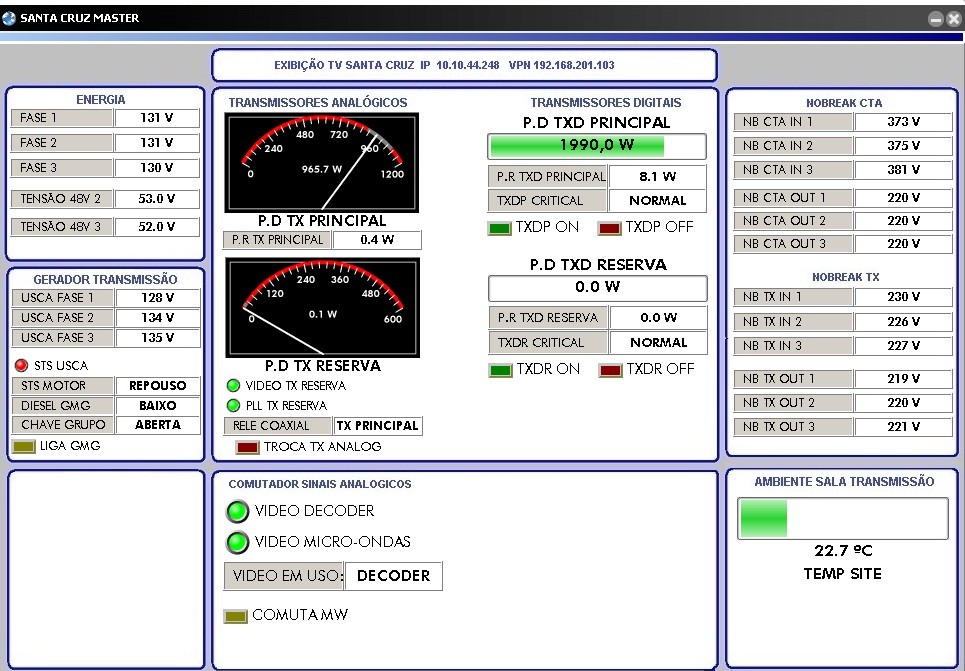 SANTA CRUZ MASTER
EXIBIÇÃO TV SANTA CRUZ IP 10.10.44.248 VPN 192.168.201.103
ENERGIA
FASE 1 131 V
FASE 2 131 V
FASE 3 130 V
TENSÃO 48V 2 53.0 V
TENSÃO 48V 3 52.0 V
GERADOR TRANSMISSÃO
USCA FASE 1 128 V
USCA FASE 2 134 V
USCA FASE 3 135 V
STS USCA
STS MOTOR REPOUSO
DIESEL GMG BAIXO
CHAVE GRUPO ABERTA
LIGA GMG
TRANSMISSORES ANALÓGICOS
0 240 480 720 960 1200
965.7 W
P.D TX PRINCIPAL
P.R TX PRINCIPAL 0.4 W
0 120 240 360 480 600
0.1 W
P.D TX RESERVA
VIDEO TX RESERVA
PLL TX RESERVA
RELE COAXIAL TX PRINCIPAL
TROCA TX ANALOG
TRANSMISSORES DIGITAIS
P.D TXD PRINCIPAL
1990,0 W
P.R TXD PRINCIPAL 8.1 W
TXDP CRITICAL NORMAL
TXDP ON TXDP OFF
P.D TXD RESERVA
0.0 W
P.R TXD RESERVA 0.0 W
TXDR CRITICAL NORMAL
TXDR ON TXDR OFF
NOBREAK CTA
NB CTA IN 1 373 V
NB CTA IN 2 375 V
NB CTA IN 3 381 V
NB CTA OUT 1 220 V
NB CTA OUT 2 220 V
NB CTA OUT 3 220 V
NOBREAK TX
NB TX IN 1 230 V
NB TX IN 2 226 V
NB TX IN 3 227 V
NB TX OUT 1 219 V
NB TX OUT 2 220 V
NB TX OUT 3 221 V
COMUTADOR SINAIS ANALOGICOS
VIDEO DECODER
VIDEO MICRO-ONDAS
VIDEO EM USO: DECODER
COMUTA MW
AMBIENTE SALA TRANSMISSÃO
22.7 ºC
TEMP SITE